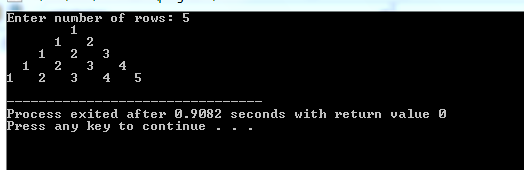 Enter number of rows: 5
        1
      1   2
    1   2   3
  1   2   3   4
1   2   3   4   5
--------------------------------
Process exited after 0.9082 seconds with return value 0
Press any key to continue . . .